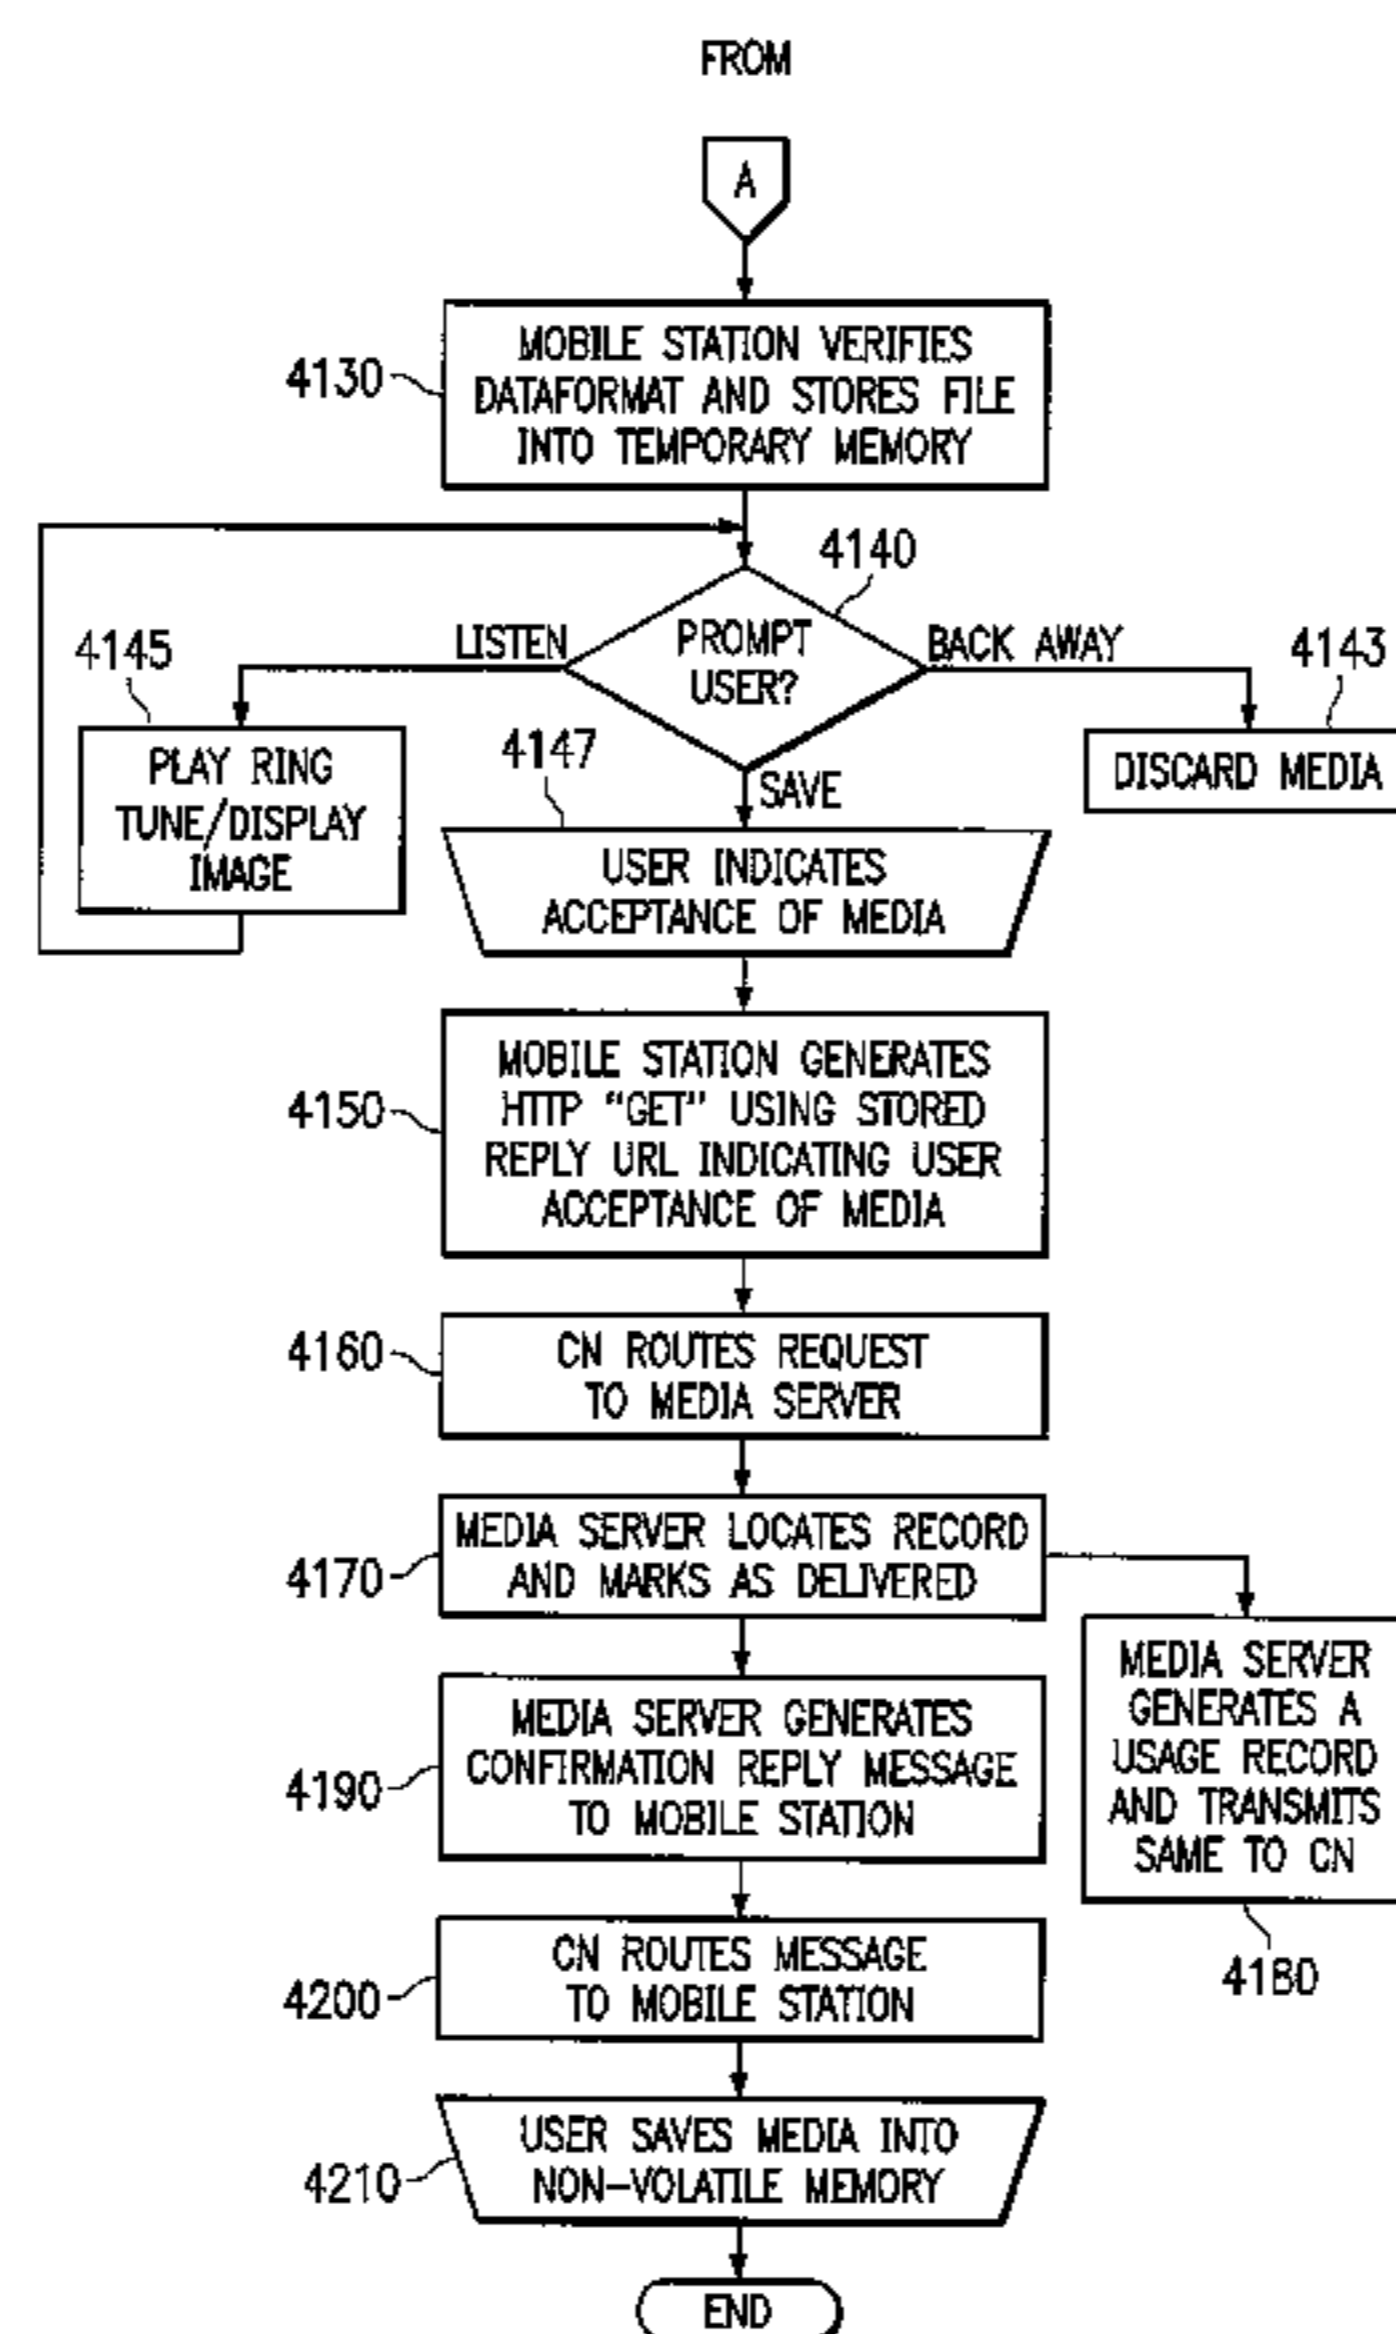 FROM
A
4130
MOBILE STATION VERIFIES
DATAFORMAT AND STORES FILE
INTO TEMPORARY MEMORY
4140
PROMPT
USER?
LISTEN
BACK AWAY
4145
PLAY RING
TUNE/DISPLAY
IMAGE
4143
DISCARD MEDIA
SAVE
4147
USER INDICATES
ACCEPTANCE OF MEDIA
4150
MOBILE STATION GENERATES
HTTP "GET" USING STORED
REPLY URL INDICATING USER
ACCEPTANCE OF MEDIA
4160
CN ROUTES REQUEST
TO MEDIA SERVER
4170
MEDIA SERVER LOCATES RECORD
AND MARKS AS DELIVERED
MEDIA SERVER
GENERATES A
USAGE RECORD
AND TRANSMITS
SAME TO CN
4180
4190
MEDIA SERVER GENERATES
CONFIRMATION REPLY MESSAGE
TO MOBILE STATION
4200
CN ROUTES MESSAGE
TO MOBILE STATION
4210
USER SAVES MEDIA INTO
NON-VOLATILE MEMORY
END